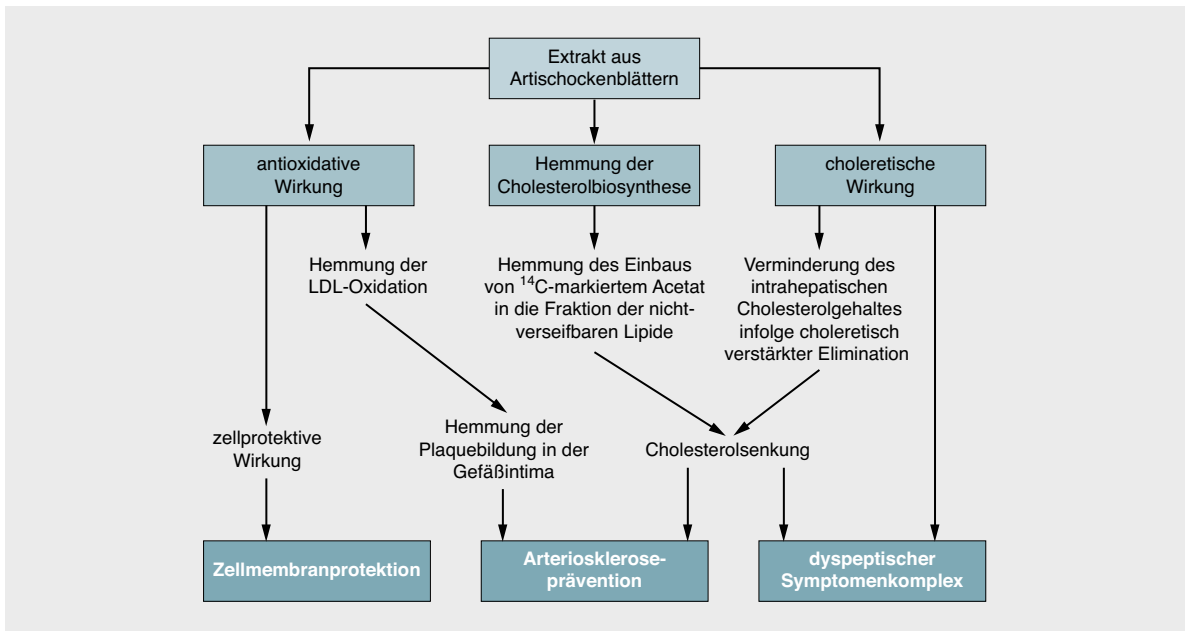 Extrakt aus
Artischockenblättern
antioxidative
Wirkung
Hemmung der
Cholesterolbiosynthese
choleretische
Wirkung
Hemmung der
LDL-Oxidation
Hemmung des Einbaus
von ¹⁴C-markiertem Acetat
in die Fraktion der nicht-
verseifbaren Lipide
Verminderung des
intrahepatischen
Cholesterolgehaltes
infolge choleretisch
verstärkter Elimination
zellprotektive
Wirkung
Hemmung der
Plaquebildung in der
Gefäßintima
Cholesterolsenkung
Zellmembranprotektion
Arteriosklerose-
prävention
dyspeptischer
Symptomenkomplex